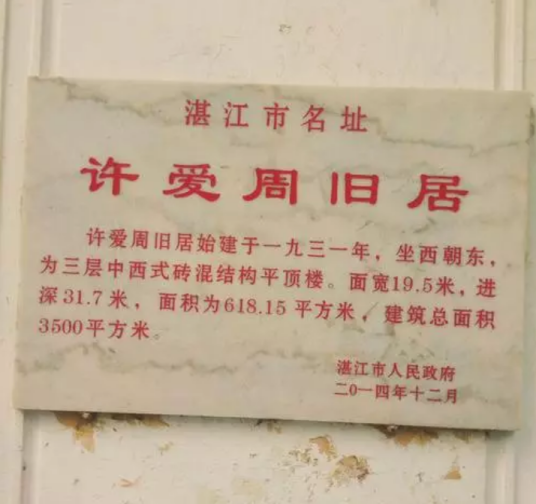 湛江市名址
许爱周旧居
许爱周旧居始建于一九三一年，坐西朝东，
为三层中西式砖混结构平顶楼。面宽19.5米，进
深31.7米，面积为618.15平方米，建筑总面积
3500平方米。
湛江市人民政府
二〇一四年十二月